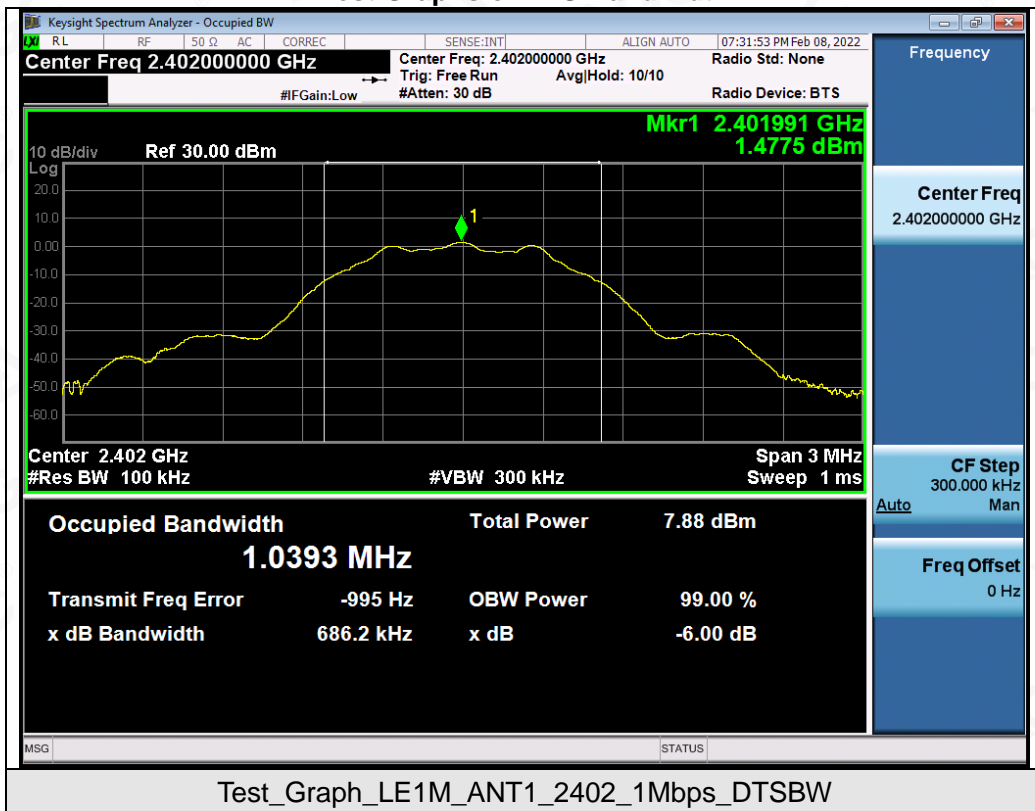 Keysight Spectrum Analyzer - Occupied BW
LXI RL RF 50 Ω AC CORREC SENSE:INT ALIGN AUTO 07:31:53 PM Feb 08, 2022
Center Freq 2.402000000 GHz
Center Freq: 2.402000000 GHz
Radio Std: None
Trig: Free Run Avg|Hold: 10/10
#IFGain:Low #Atten: 30 dB Radio Device: BTS
Mkr1 2.401991 GHz
1.4775 dBm
10 dB/div Ref 30.00 dBm
Log
20.0
10.0
1
0.00
-10.0
-20.0
-30.0
-40.0
-50.0
-60.0
Center 2.402 GHz Span 3 MHz
#Res BW 100 kHz #VBW 300 kHz Sweep 1 ms
Occupied Bandwidth Total Power 7.88 dBm
1.0393 MHz
Transmit Freq Error -995 Hz OBW Power 99.00 %
x dB Bandwidth 686.2 kHz x dB -6.00 dB
MSG STATUS
Frequency
Center Freq
2.402000000 GHz
CF Step
300.000 kHz
Auto Man
Freq Offset
0 Hz
Test_Graph_LE1M_ANT1_2402_1Mbps_DTSBW